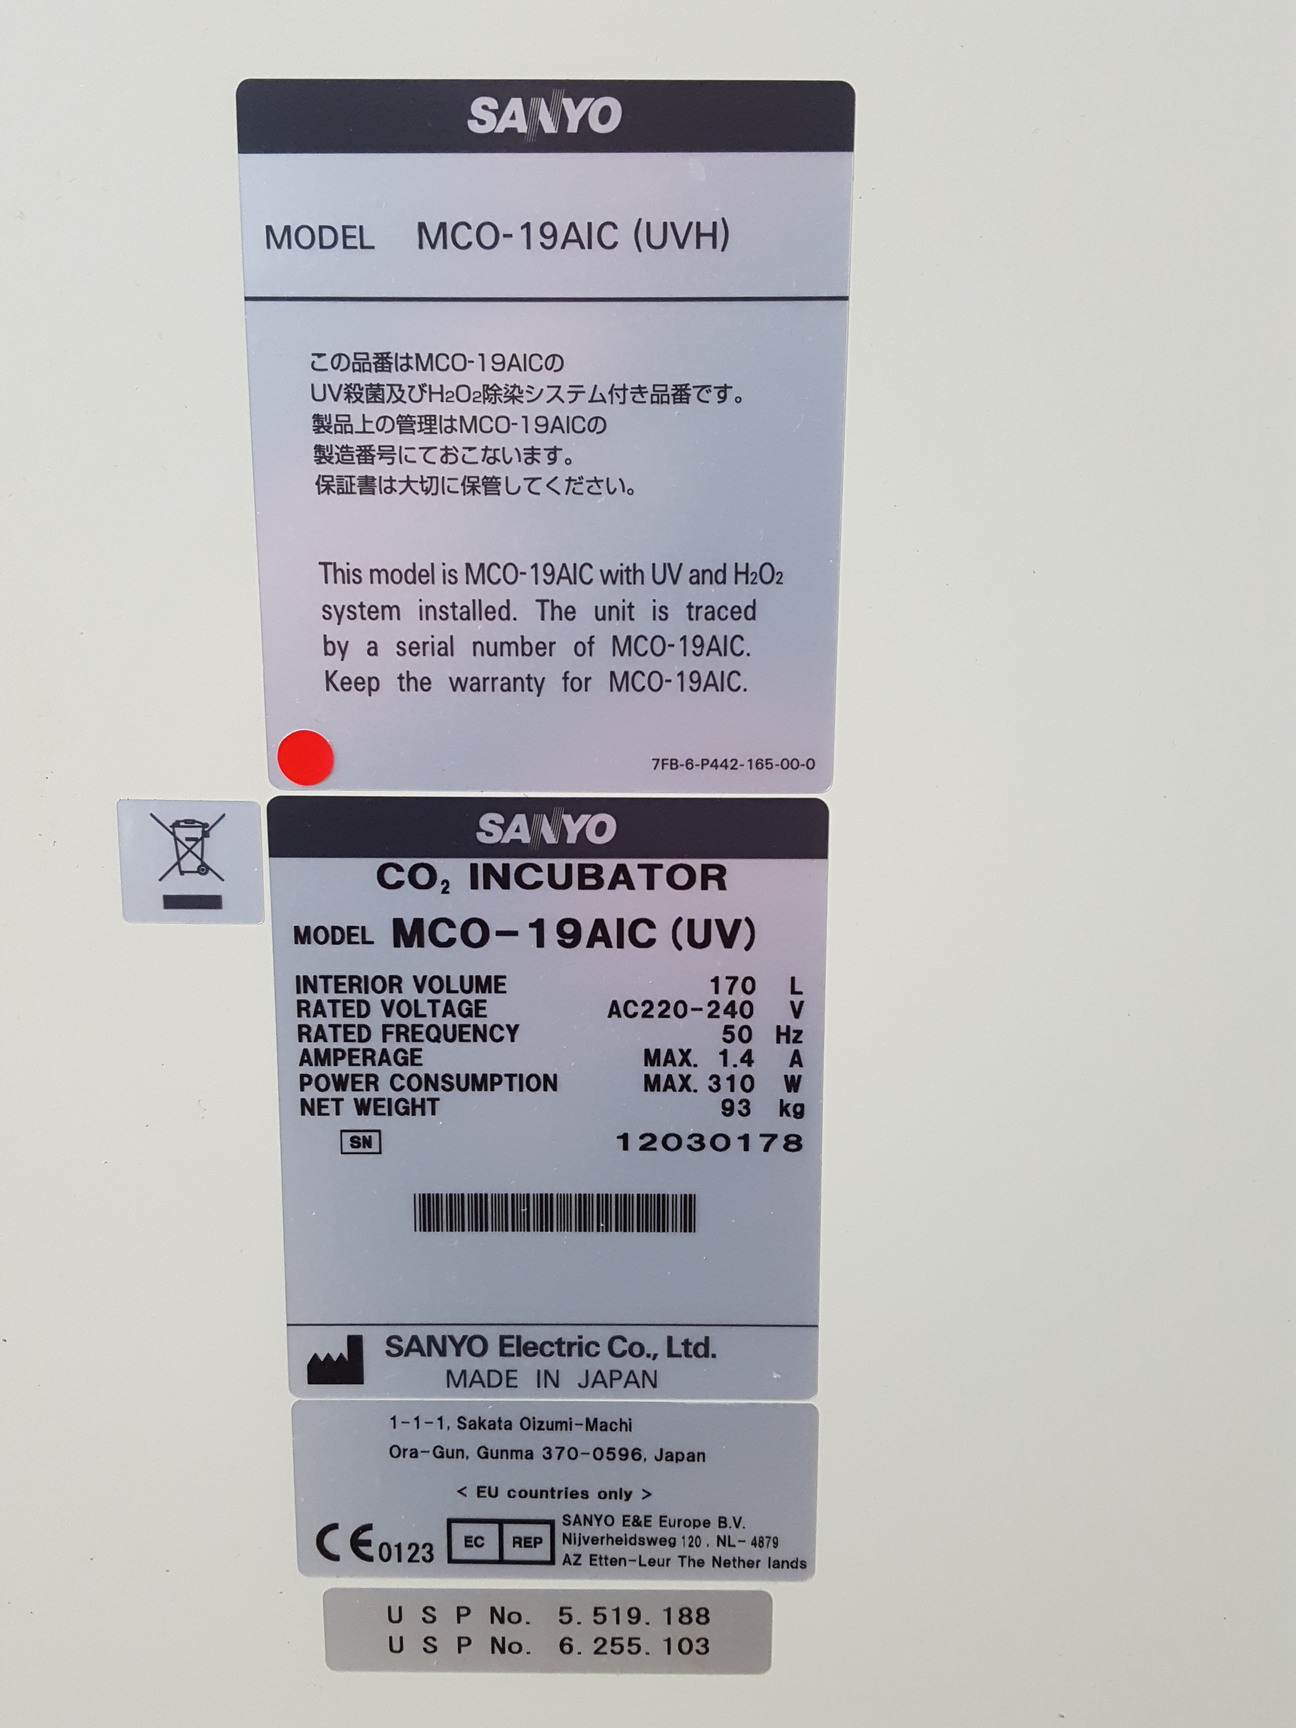 SANYO
MODEL MCO-19AIC (UVH)
この品番はMCO-19AICの
UV殺菌及びH₂O₂除染システム付き品番です。
製品上の管理はMCO-19AICの
製造番号にておこないます。
保証書は大切に保管してください。
This model is MCO-19AIC with UV and H₂O₂
system installed. The unit is traced
by a serial number of MCO-19AIC.
Keep the warranty for MCO-19AIC.
7FB-6-P442-165-00-0
SANYO
CO₂ INCUBATOR
MODEL MCO-19AIC (UV)
INTERIOR VOLUME 170 L
RATED VOLTAGE AC220-240 V
RATED FREQUENCY 50 Hz
AMPERAGE MAX. 1.4 A
POWER CONSUMPTION MAX. 310 W
NET WEIGHT 93 kg
SN 12030178
SANYO Electric Co., Ltd.
MADE IN JAPAN
1-1-1, Sakata Oizumi-Machi
Ora-Gun, Gunma 370-0596, Japan
< EU countries only >
CE0123 EC REP
SANYO E&E Europe B.V.
Nijverheidsweg 120 . NL- 4879
AZ Etten-Leur The Nether lands
U S P No. 5. 519. 188
U S P No. 6. 255. 103